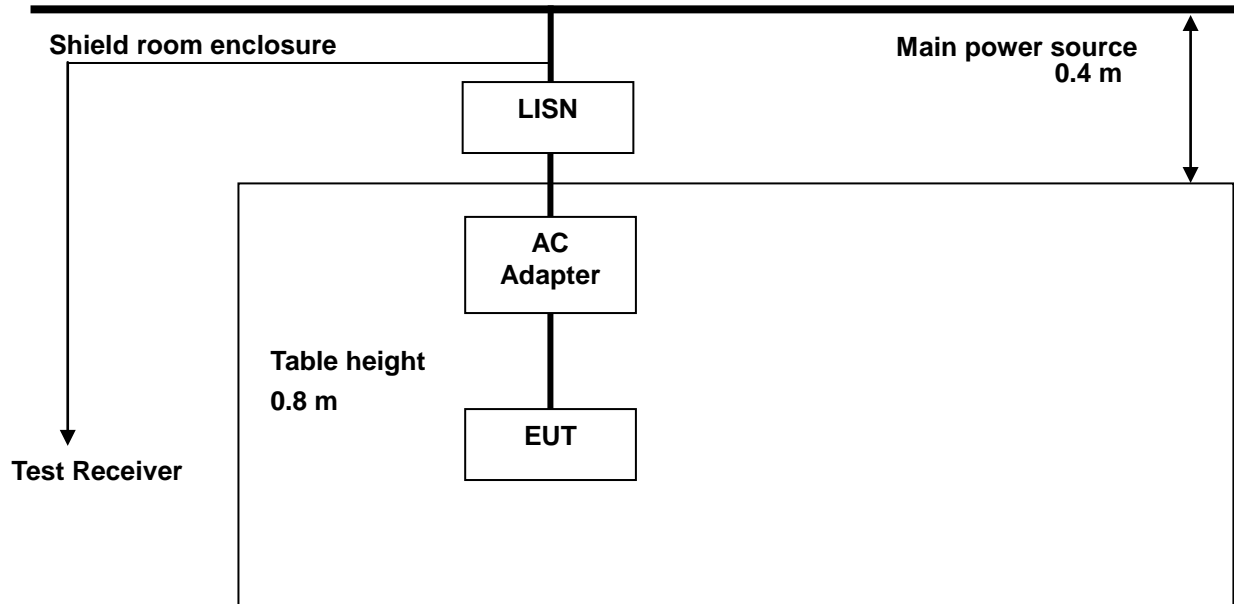 Shield room enclosure
Main power source
0.4 m
LISN
AC
Adapter
Table height
0.8 m
EUT
Test Receiver